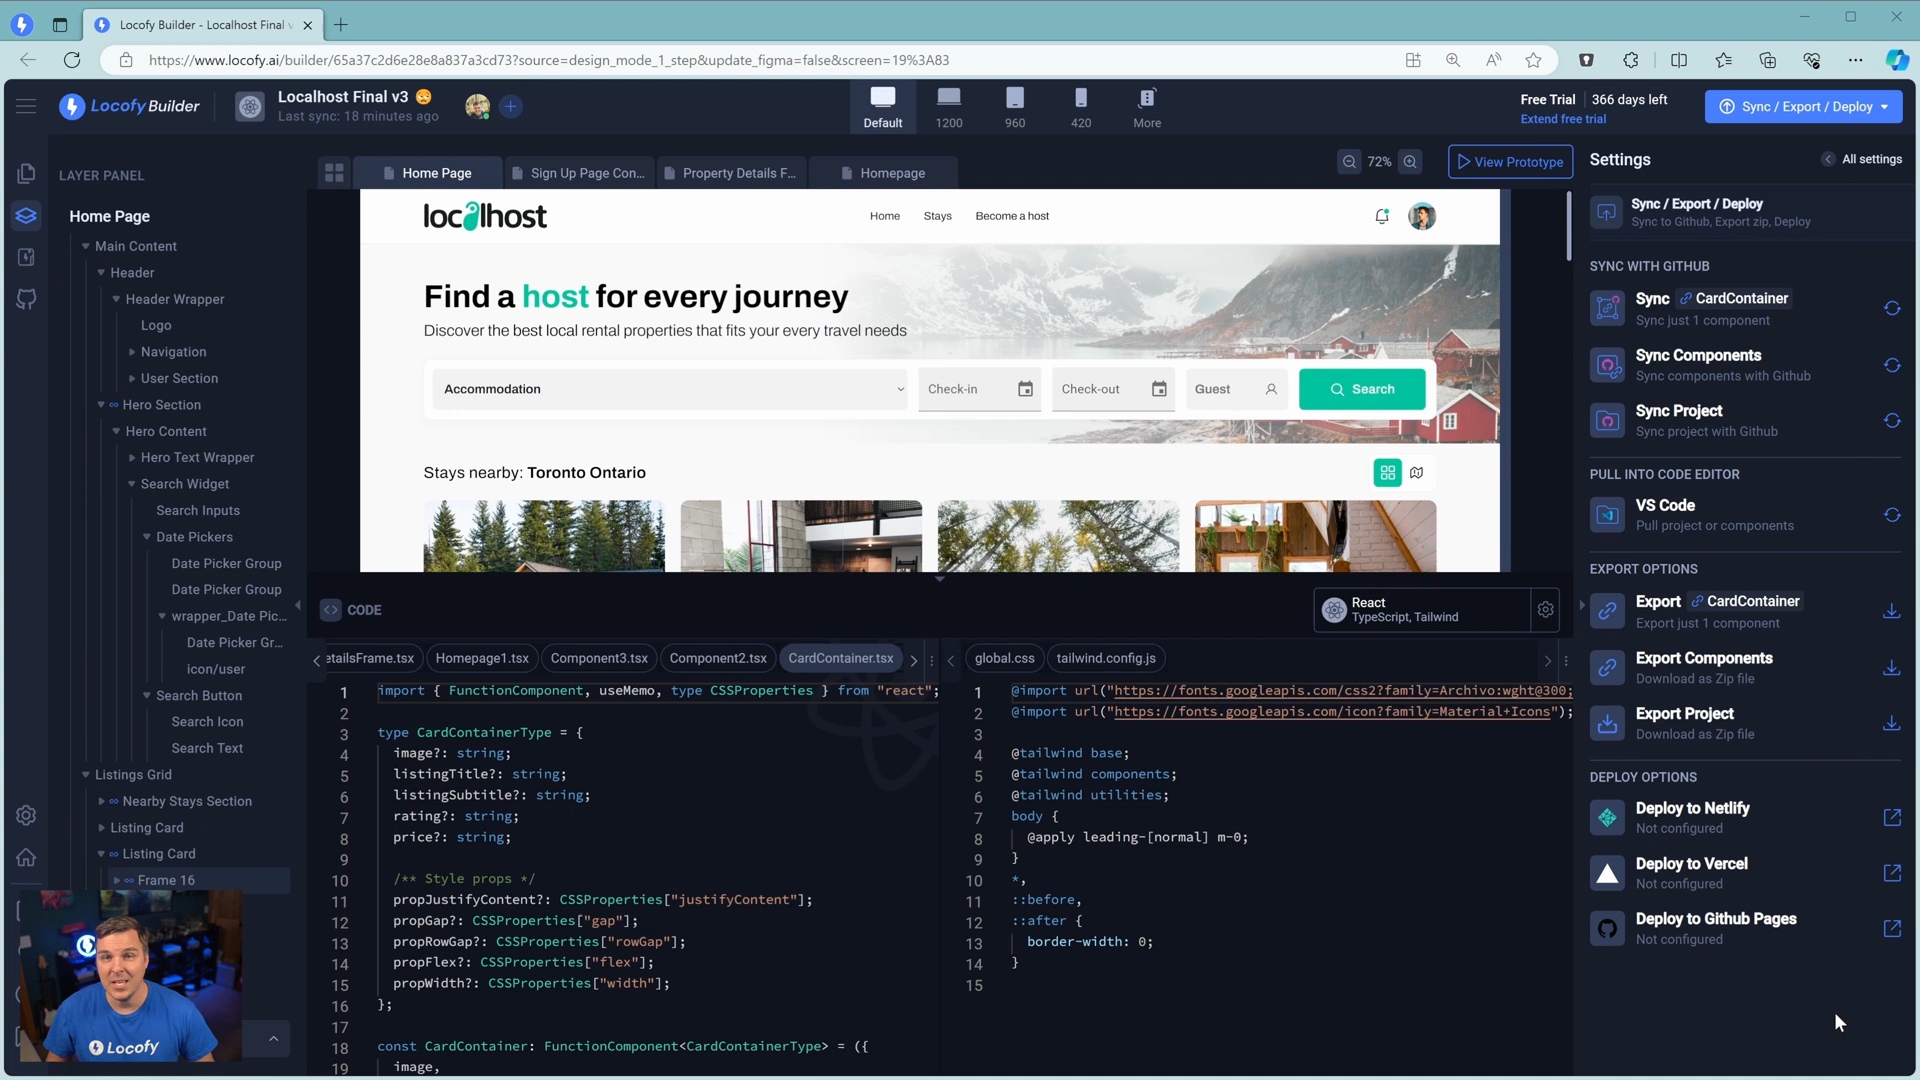 Locofy Builder - Localhost Final v
https://www.locofy.ai/builder/65a37c2d6e28e8a837a3cd73?source=design_mode_1_step&update_figma=false&screen=19%3A83
Locofy Builder
Localhost Final v3 😒
Last sync: 18 minutes ago
Default
1200
960
420
More
Free Trial | 366 days left
Extend free trial
Sync / Export / Deploy
LAYER PANEL
Home Page
Main Content
Header
Header Wrapper
Logo
Navigation
User Section
Hero Section
Hero Content
Hero Text Wrapper
Search Widget
Search Inputs
Date Pickers
Date Picker Group
Date Picker Group
wrapper_Date Pic...
Date Picker Gr...
icon/user
Search Button
Search Icon
Search Text
Listings Grid
Nearby Stays Section
Listing Card
Listing Card
Frame 16
Locofy
Home Page
Sign Up Page Con...
Property Details F...
Homepage
72%
View Prototype
localhost
Home
Stays
Become a host
Find a host for every journey
Discover the best local rental properties that fits your every travel needs
Accommodation
Check-in
Check-out
Guest
Search
Stays nearby: Toronto Ontario
<> CODE
React
TypeScript, Tailwind
etailsFrame.tsx
Homepage1.tsx
Component3.tsx
Component2.tsx
CardContainer.tsx
1 import { FunctionComponent, useMemo, type CSSProperties } from "react";
2
3 type CardContainerType = {
4 image?: string;
5 listingTitle?: string;
6 listingSubtitle?: string;
7 rating?: string;
8 price?: string;
9
10 /** Style props */
11 propJustifyContent?: CSSProperties["justifyContent"];
12 propGap?: CSSProperties["gap"];
13 propRowGap?: CSSProperties["rowGap"];
14 propFlex?: CSSProperties["flex"];
15 propWidth?: CSSProperties["width"];
16 };
17
18 const CardContainer: FunctionComponent<CardContainerType> = ({
19 image,
global.css
tailwind.config.js
1 @import url("https://fonts.googleapis.com/css2?family=Archivo:wght@300;
2 @import url("https://fonts.googleapis.com/icon?family=Material+Icons");
3
4 @tailwind base;
5 @tailwind components;
6 @tailwind utilities;
7 body {
8 @apply leading-[normal] m-0;
9 }
10 *,
11 ::before,
12 ::after {
13 border-width: 0;
14 }
15
Settings
All settings
Sync / Export / Deploy
Sync to Github, Export zip, Deploy
SYNC WITH GITHUB
Sync CardContainer
Sync just 1 component
Sync Components
Sync components with Github
Sync Project
Sync project with Github
PULL INTO CODE EDITOR
VS Code
Pull project or components
EXPORT OPTIONS
Export CardContainer
Export just 1 component
Export Components
Download as Zip file
Export Project
Download as Zip file
DEPLOY OPTIONS
Deploy to Netlify
Not configured
Deploy to Vercel
Not configured
Deploy to Github Pages
Not configured